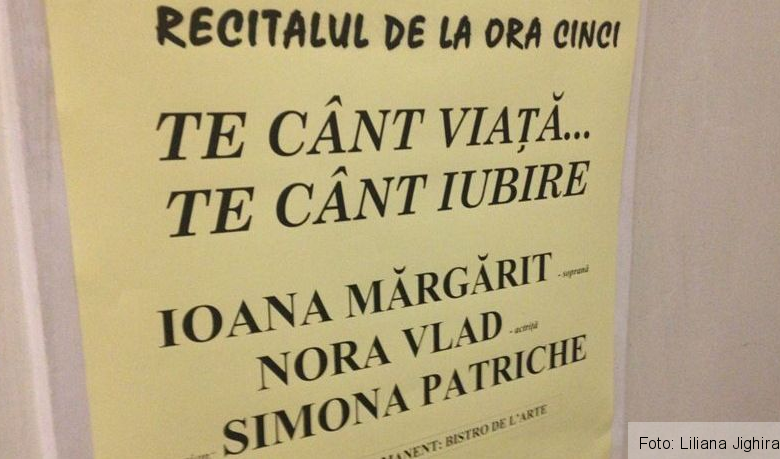 RECITALUL DE LA ORA CINCI
TE CÂNT VIAȚĂ...
TE CÂNT IUBIRE
IOANA MĂRGĂRIT - soprană
NORA VLAD - actriță
SIMONA PATRICHE
BISTRO DE L'ARTE
Foto: Liliana Jighira